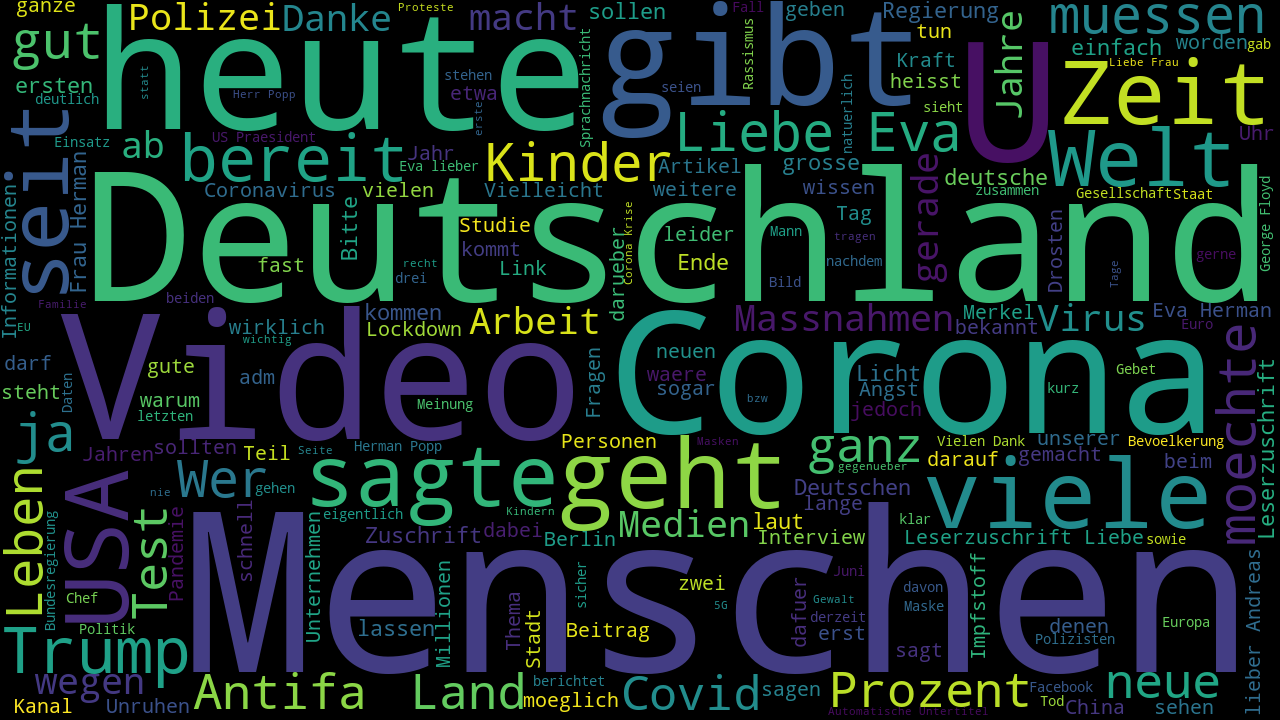 ganze
Polizei
Danke
Proteste
macht
sollen
Fall
geben
Regierung
muessen
gut
heute
gibt
tun
einfach
worden
gab
ersten
deutlich
statt
Herr Popp
stehen
etwa
erste
Sprachnachricht
seien
Rassismus
natuerlich
Kraft
heisst
sieht
U
Jahre
Liebe Frau
Zeit
seit
Einsatz
ab
US Praesident
bereit
Jahr
Eva lieber
Kinder
Liebe Eva
Artikel
grosse
Welt
Uhr
Informationen
Frau Herman
Coronavirus
vielen
Vielleicht
weitere
wissen
gerade
deutsche
zusammen
Gesellschaft
Staat
George Floyd
Deutschland
Bitte
Studie
kommt
fast
recht
drei
Link
darueber
corona Krise
leider
Ende
Mann
Tag
tragen
nachdem
Bild
Drosten
Tage
gerne
Familie
beiden
EU
Video
wirklich
wichtig
kommen
Lockdown
Arbeit
Corona
Massnahmen
Merkel
bekannt
Virus
Eva Herman
Euro
moechte
darf
steht
Daten
gute
warum
letzten
adm
Meinung
Fragen
neuen
waere
sogar
bzw
Licht
Angst
jedoch
kurz
Gebet
Leserzuschrift
ja
Jahren
sollten
Teil
Seite
Herman Popp
Personen
Masken
ganz
gegenueber
Vielen Dank
darauf
unserer
gemacht
Bevoelkerung
beim
Leben
USA
nie
Wer
gehen
sagte
geht
Kindern
eigentlich
Deutschen
lange
viele
klar
Bundesregierung
Test
Pandemie
schnell
Unternehmen
Zuschrift
dabei
Berlin
Medien
laut
Interview
Leserzuschrift Liebe
sowie
Menschen
Chef
Politik
Millionen
lassen
Thema
Stadt
sicher
Beitrag
zwei
5G
dafuer
Juni
Gewalt
derzeit
erst
sagt
davon
Maske
Impfstoff
denen
Polizisten
Europa
lieber Andreas
Trump
wegen
Kanal
Unruhen
Antifa
Land
berichtet
moeglich
Covid
sagen
Prozent
Automatische Untertitel
Facebook
Tod
China
neue
sehen